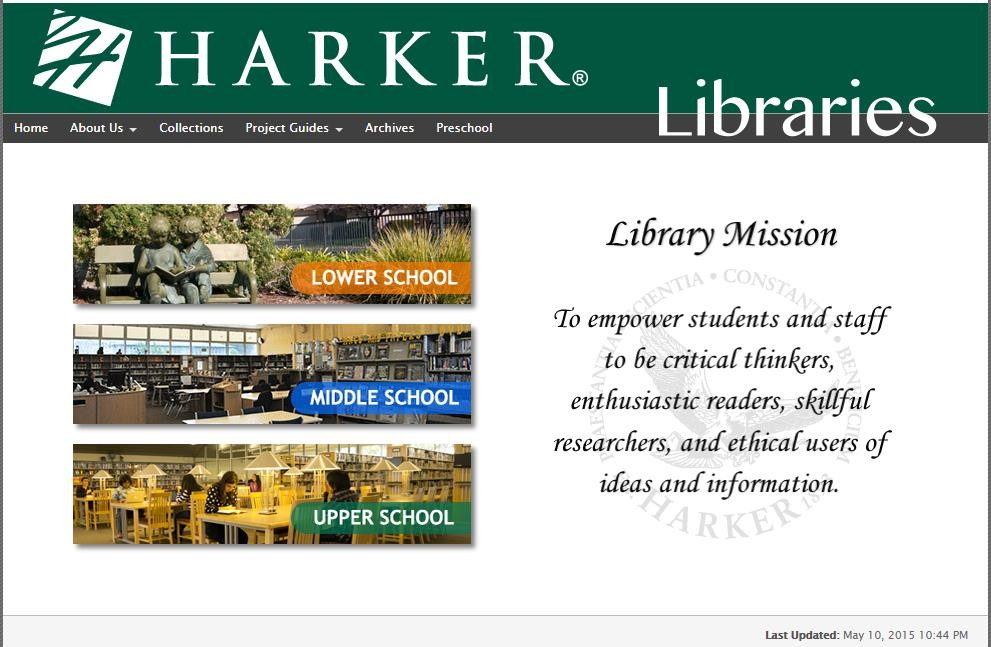 HARKER®
Libraries
Home About Us Collections Project Guides Archives Preschool
LOWER SCHOOL
MIDDLE SCHOOL
UPPER SCHOOL
Library Mission
To empower students and staff
to be critical thinkers,
enthusiastic readers, skillful
researchers, and ethical users of
ideas and information.
HARKER
Last Updated: May 10, 2015 10:44 PM